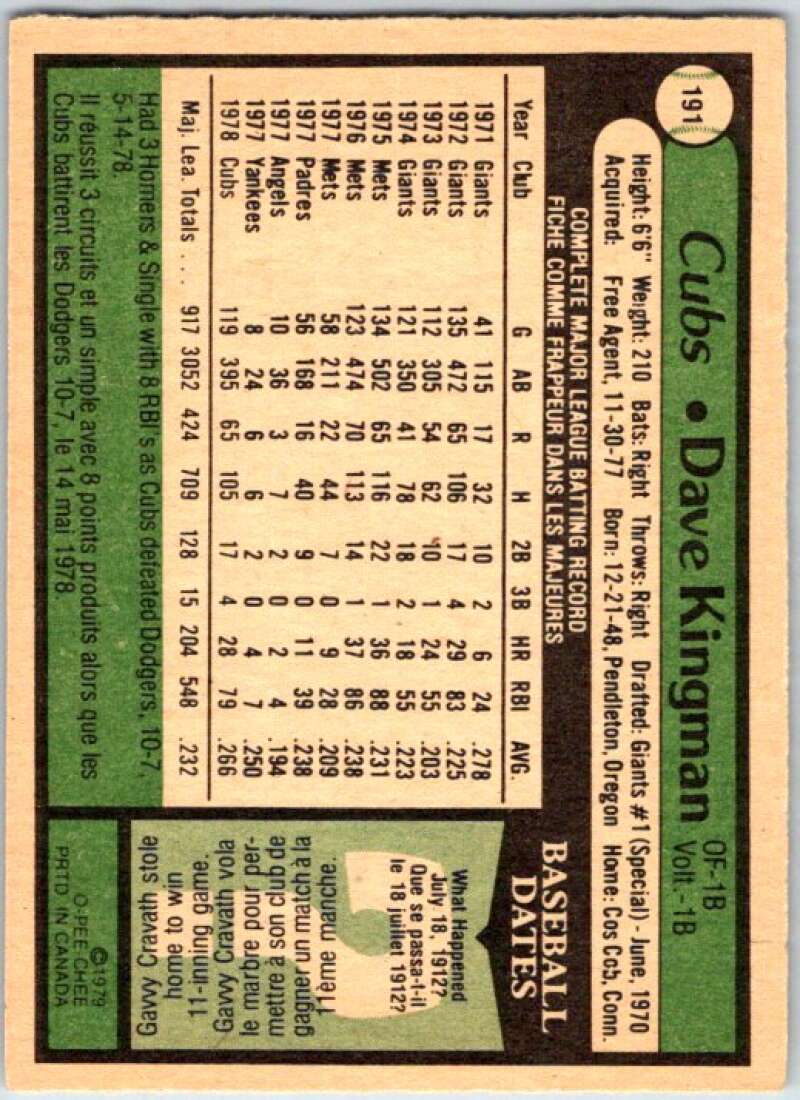 191
Cubs • Dave Kingman OF-1B
Volt.-1B
Height: 6'6" Weight: 210 Bats: Right Throws: Right Drafted: Giants #1 (Special) - June, 1970
Acquired: Free Agent, 11-30-77 Born: 12-21-48, Pendleton, Oregon Home: Cos Cob, Conn.
COMPLETE MAJOR LEAGUE BATTING RECORD
FICHE COMME FRAPPEUR DANS LES MAJEURES
Year Club G AB R H 2B 3B HR RBI AVG.
1971 Giants 41 115 17 32 10 2 6 24 .278
1972 Giants 135 472 65 106 17 4 29 83 .225
1973 Giants 112 305 54 62 10 1 24 55 .203
1974 Giants 121 350 41 78 18 2 18 55 .223
1975 Mets 134 502 65 116 22 1 36 88 .231
1976 Mets 123 474 70 113 14 1 37 86 .238
1977 Mets 58 211 22 44 7 0 9 28 .209
1977 Padres 56 168 16 40 9 0 11 39 .238
1977 Angels 10 36 3 7 2 0 2 4 .194
1977 Yankees 8 24 6 6 2 0 4 7 .250
1978 Cubs 119 395 65 105 17 4 28 79 .266
Maj. Lea. Totals . . . 917 3052 424 709 128 15 204 548 .232
Had 3 Homers & Single with 8 RBI's as Cubs defeated Dodgers, 10-7,
5-14-78.
Il réussit 3 circuits et un simple avec 8 points produits alors que les
Cubs battirent les Dodgers 10-7, le 14 mai 1978.
BASEBALL
DATES
What Happened
July 18, 1912?
Que se passa-t-il
le 18 juillet 1912?
Gavvy Cravath stole
home to win
11-inning game.
Gavvy Cravath vola
le marbre pour per-
mettre à son club de
gagner un match à la
11ème manche.
©1979
O-PEE-CHEE
PRTD IN CANADA